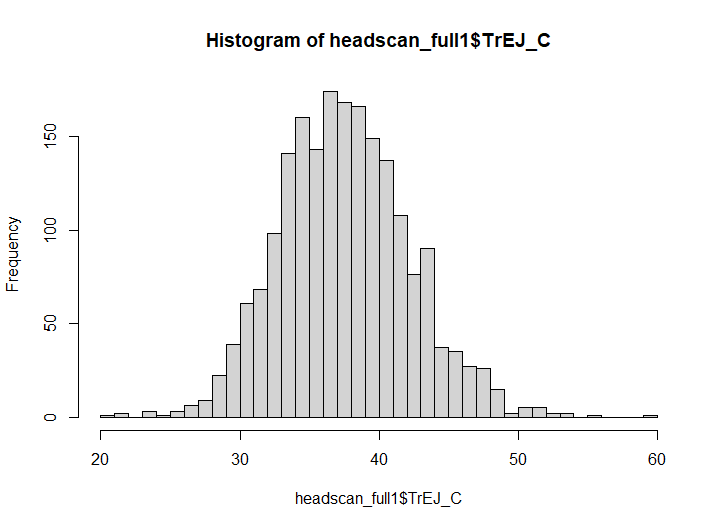 Histogram of headscan_full1$TrEJ_C
Frequency
150
100
50
0
20 30 40 50 60
headscan_full1$TrEJ_C